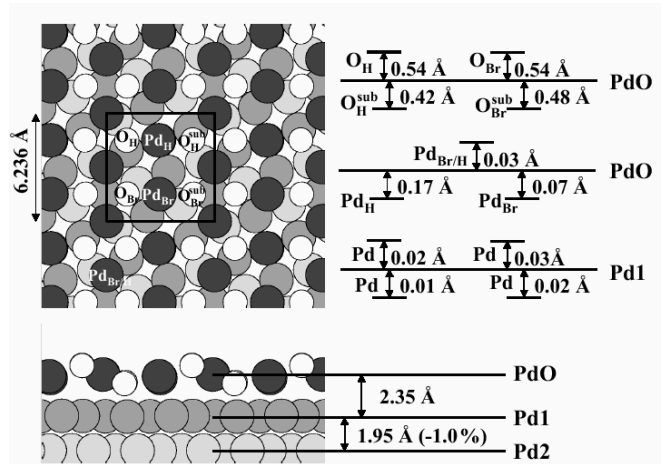 6.236 Å
O_H Pd_H O_H^sub
O_Br Pd_Br O_Br^sub
Pd_Br/H
O_H 0.54 Å O_Br 0.54 Å
PdO
O_H^sub 0.42 Å O_Br^sub 0.48 Å
Pd_Br/H 0.03 Å
PdO
Pd_H 0.17 Å Pd_Br 0.07 Å
Pd 0.02 Å Pd 0.03Å
Pd1
Pd 0.01 Å Pd 0.02 Å
PdO
2.35 Å
Pd1
1.95 Å (-1.0%)
Pd2